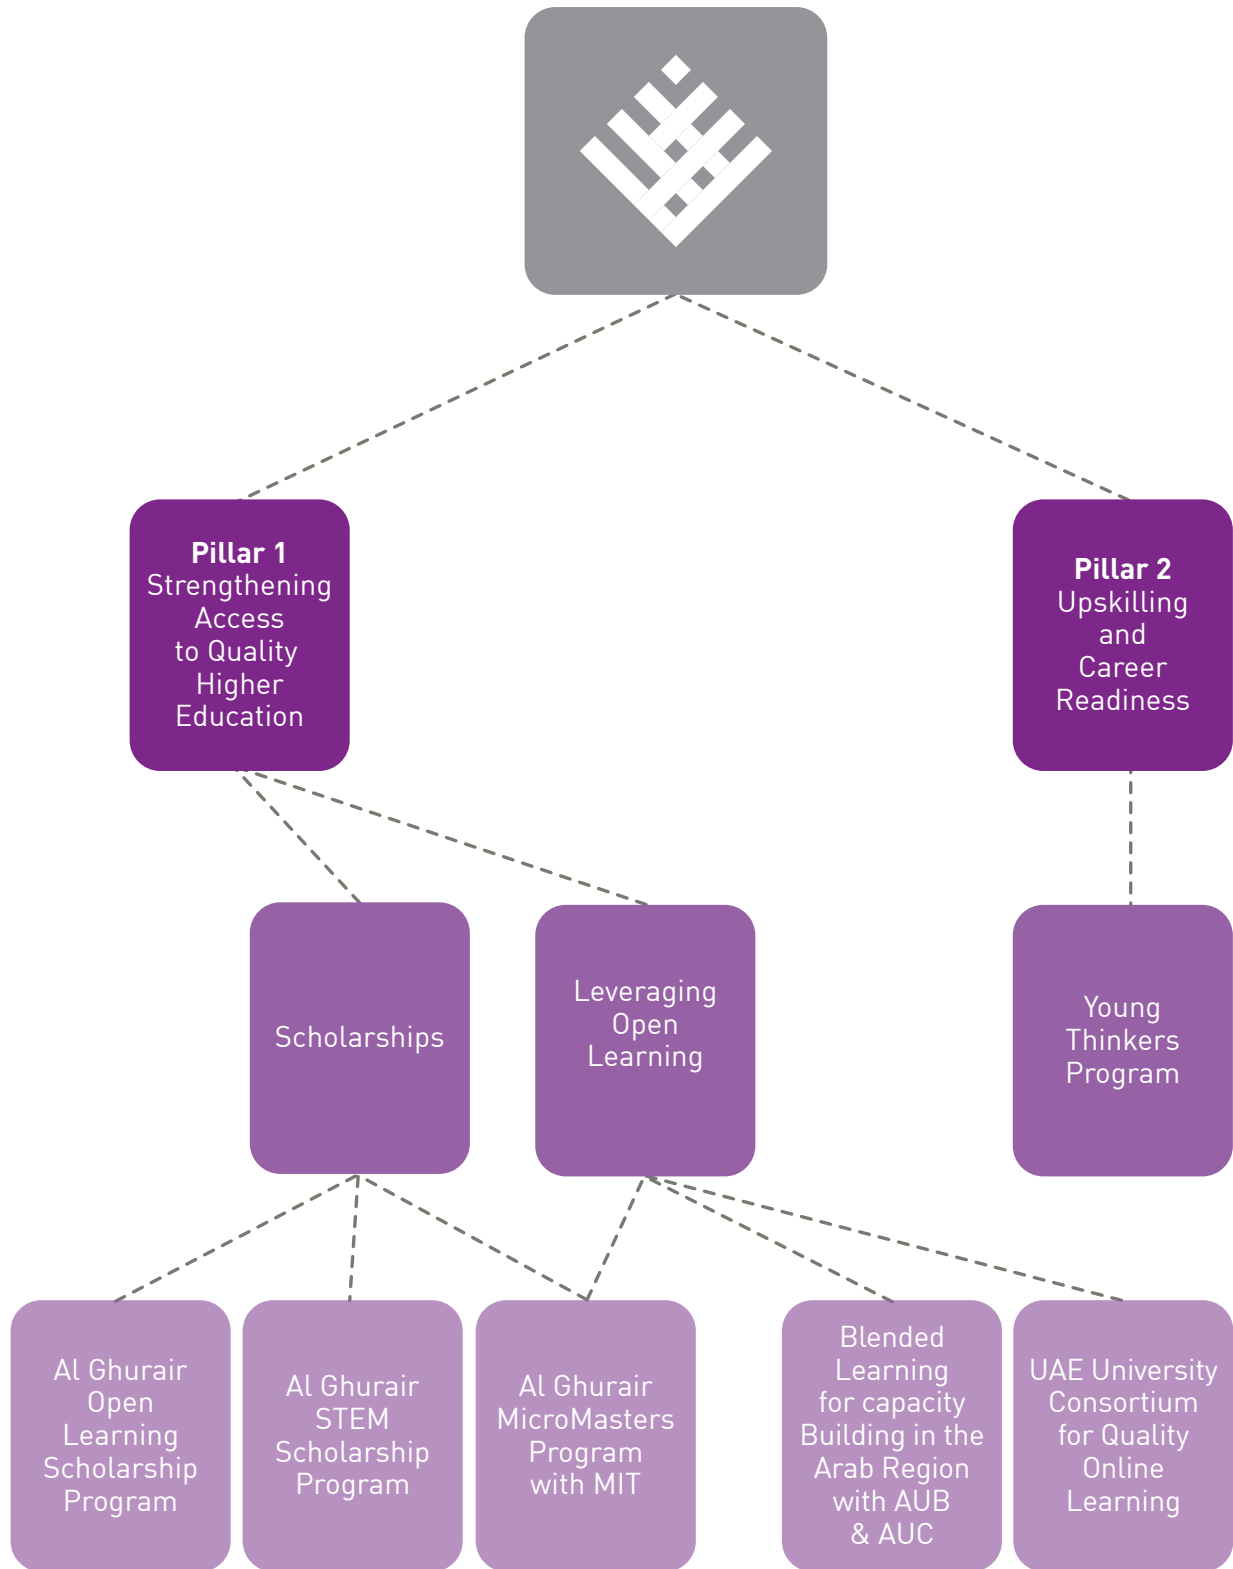 Pillar 1
Strengthening
Access
to Quality
Higher
Education
Pillar 2
Upskilling
and
Career
Readiness
Scholarships
Leveraging
Open
Learning
Young
Thinkers
Program
Al Ghurair
Open
Learning
Scholarship
Program
Al Ghurair
STEM
Scholarship
Program
Al Ghurair
MicroMasters
Program
with MIT
Blended
Learning
for capacity
Building in the
Arab Region
with AUB
& AUC
UAE University
Consortium
for Quality
Online
Learning